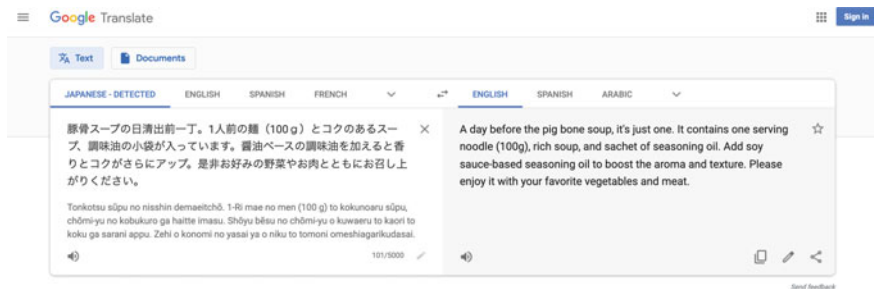 Google Translate
Sign in
Text
Documents
JAPANESE - DETECTED ENGLISH SPANISH FRENCH
ENGLISH SPANISH ARABIC
豚骨スープの日清出前一丁。1人前の麺（100ｇ）とコクのあるスー
プ、調味油の小袋が入っています。醤油ベースの調味油を加えると香
りとコクがさらにアップ。是非お好みの野菜やお肉とともにお召し上
がりください。
Tonkotsu sūpu no nisshin demaeitchō. 1-Ri mae no men (100 g) to kokunoaru sūpu,
chōmi-yu no kobukuro ga haitte imasu. Shōyu bēsu no chōmi-yu o kuwaeru to kaori to
koku ga sarani appu. Zehi o konomi no yasai ya o niku to tomoni omeshiagarikudasai.
101/5000
A day before the pig bone soup, it's just one. It contains one serving
noodle (100g), rich soup, and sachet of seasoning oil. Add soy
sauce-based seasoning oil to boost the aroma and texture. Please
enjoy it with your favorite vegetables and meat.
Send feedback